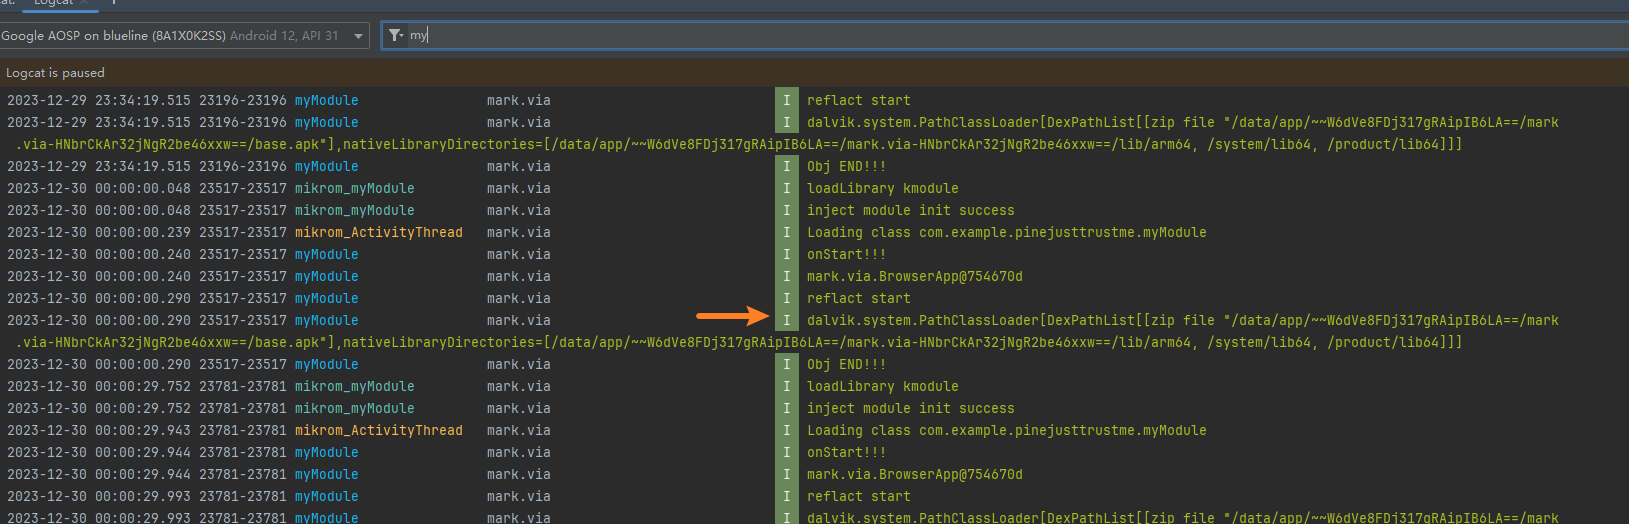 Logcat
Google AOSP on blueline (8A1X0K2SS) Android 12, API 31
my
Logcat is paused
2023-12-29 23:34:19.515 23196-23196 myModule mark.via I reflact start
2023-12-29 23:34:19.515 23196-23196 myModule mark.via I dalvik.system.PathClassLoader[DexPathList[[zip file "/data/app/~~W6dVe8FDj317gRAipIB6LA==/mark
.via-HNbrCkAr32jNgR2be46xxw==/base.apk"],nativeLibraryDirectories=[/data/app/~~W6dVe8FDj317gRAipIB6LA==/mark.via-HNbrCkAr32jNgR2be46xxw==/lib/arm64, /system/lib64, /product/lib64]]]
2023-12-29 23:34:19.515 23196-23196 myModule mark.via I Obj END!!!
2023-12-30 00:00:00.048 23517-23517 mikrom_myModule mark.via I loadLibrary kmodule
2023-12-30 00:00:00.048 23517-23517 mikrom_myModule mark.via I inject module init success
2023-12-30 00:00:00.239 23517-23517 mikrom_ActivityThread mark.via I Loading class com.example.pinejusttrustme.myModule
2023-12-30 00:00:00.240 23517-23517 myModule mark.via I onStart!!!
2023-12-30 00:00:00.240 23517-23517 myModule mark.via I mark.via.BrowserApp@754670d
2023-12-30 00:00:00.290 23517-23517 myModule mark.via I reflact start
2023-12-30 00:00:00.290 23517-23517 myModule mark.via I dalvik.system.PathClassLoader[DexPathList[[zip file "/data/app/~~W6dVe8FDj317gRAipIB6LA==/mark
.via-HNbrCkAr32jNgR2be46xxw==/base.apk"],nativeLibraryDirectories=[/data/app/~~W6dVe8FDj317gRAipIB6LA==/mark.via-HNbrCkAr32jNgR2be46xxw==/lib/arm64, /system/lib64, /product/lib64]]]
2023-12-30 00:00:00.290 23517-23517 myModule mark.via I Obj END!!!
2023-12-30 00:00:29.752 23781-23781 mikrom_myModule mark.via I loadLibrary kmodule
2023-12-30 00:00:29.752 23781-23781 mikrom_myModule mark.via I inject module init success
2023-12-30 00:00:29.943 23781-23781 mikrom_ActivityThread mark.via I Loading class com.example.pinejusttrustme.myModule
2023-12-30 00:00:29.944 23781-23781 myModule mark.via I onStart!!!
2023-12-30 00:00:29.944 23781-23781 myModule mark.via I mark.via.BrowserApp@754670d
2023-12-30 00:00:29.993 23781-23781 myModule mark.via I reflact start
2023-12-30 00:00:29.993 23781-23781 myModule mark.via I dalvik.system.PathClassLoader[DexPathList[[zip file "/data/app/~~W6dVe8FDj317gRAipIB6LA==/mark